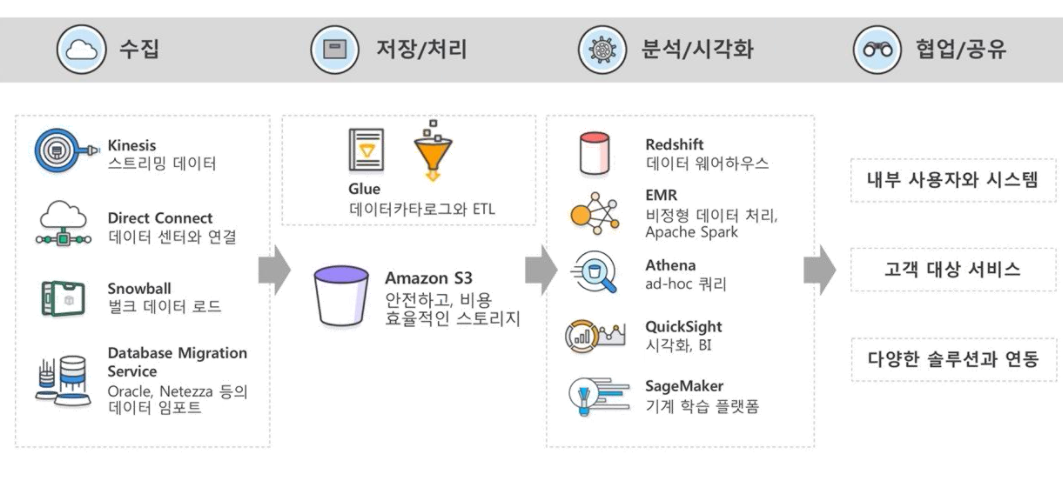 수집
저장/처리
분석/시각화
협업/공유
Kinesis
스트리밍 데이터
Direct Connect
데이터 센터와 연결
Snowball
벌크 데이터 로드
Database Migration
Service
Oracle, Netezza 등의
데이터 임포트
Glue
데이터카타로그와 ETL
Amazon S3
안전하고, 비용
효율적인 스토리지
Redshift
데이터 웨어하우스
EMR
비정형 데이터 처리,
Apache Spark
Athena
ad-hoc 쿼리
QuickSight
시각화, BI
SageMaker
기계 학습 플랫폼
내부 사용자와 시스템
고객 대상 서비스
다양한 솔루션과 연동